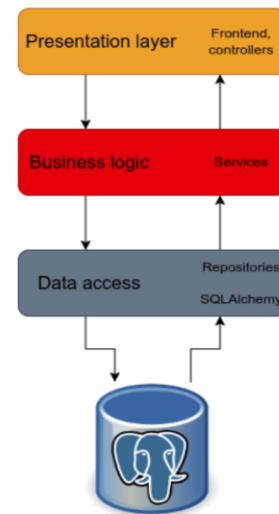 Presentation layer
Frontend,
controllers
Business logic
Services
Data access
Repositories
SQLAlchemy